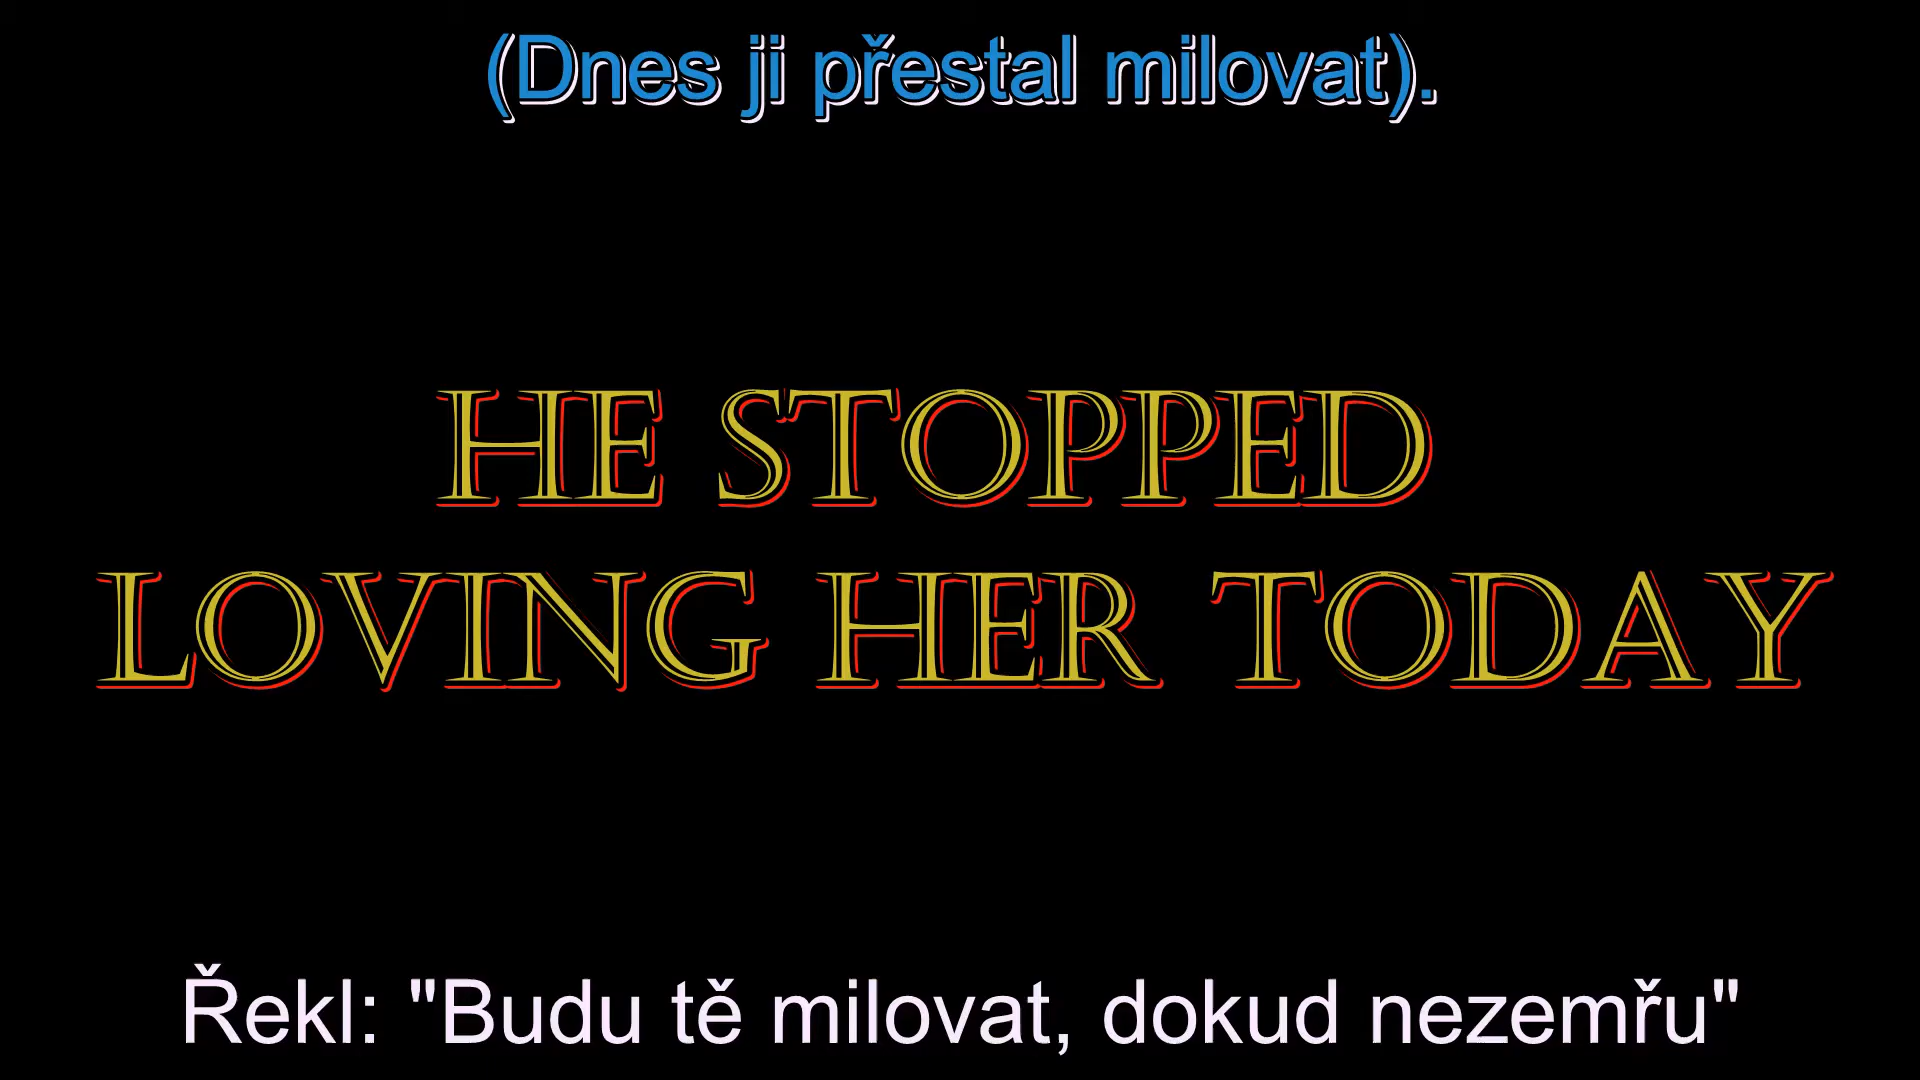 (Dnes ji přestal milovat).
HE STOPPED
LOVING HER TODAY
Řekl: "Budu tě milovat, dokud nezemřu"